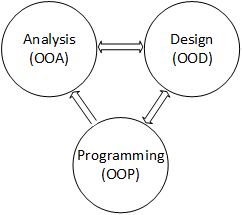 Analysis
(OOA)
Design
(OOD)
Programming
(OOP)